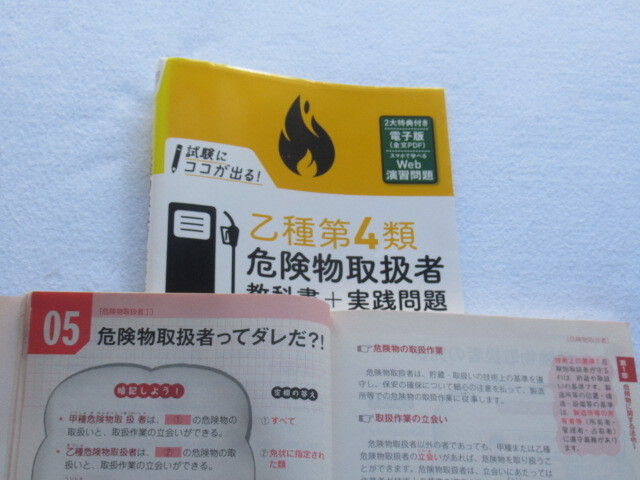 試験に
ココが出る!
2大特典付き
電子版
(全文PDF)
スマホで学べる
Web
演習問題
乙種第4類
危険物取扱者
教科書+実践問題
05
危険物取扱者って
危険物取扱者ってダレだ?!
暗記しよう!
空欄の答え
・甲種危険物取扱者は、①の危険物の
取扱いと、取扱作業の立会いができる。
・乙種危険物取扱者は、②の危険物の取
扱いと、取扱作業の立会いができる。
①すべて
②免状に指定され
た類
危険物の取扱作業
危険物取扱者は、貯蔵・取扱いの技術上の基準を遵
守し、保安の確保について細心の注意を払って、製造
所等での危険物の取扱作業に従事します。
取扱作業の立会い
危険物取扱者以外の者であっても、甲種または乙種
危険物取扱者の立会いがあれば、危険物を取り扱うこ
とができます。危険物取扱者は、立会いにあたっては
第1章